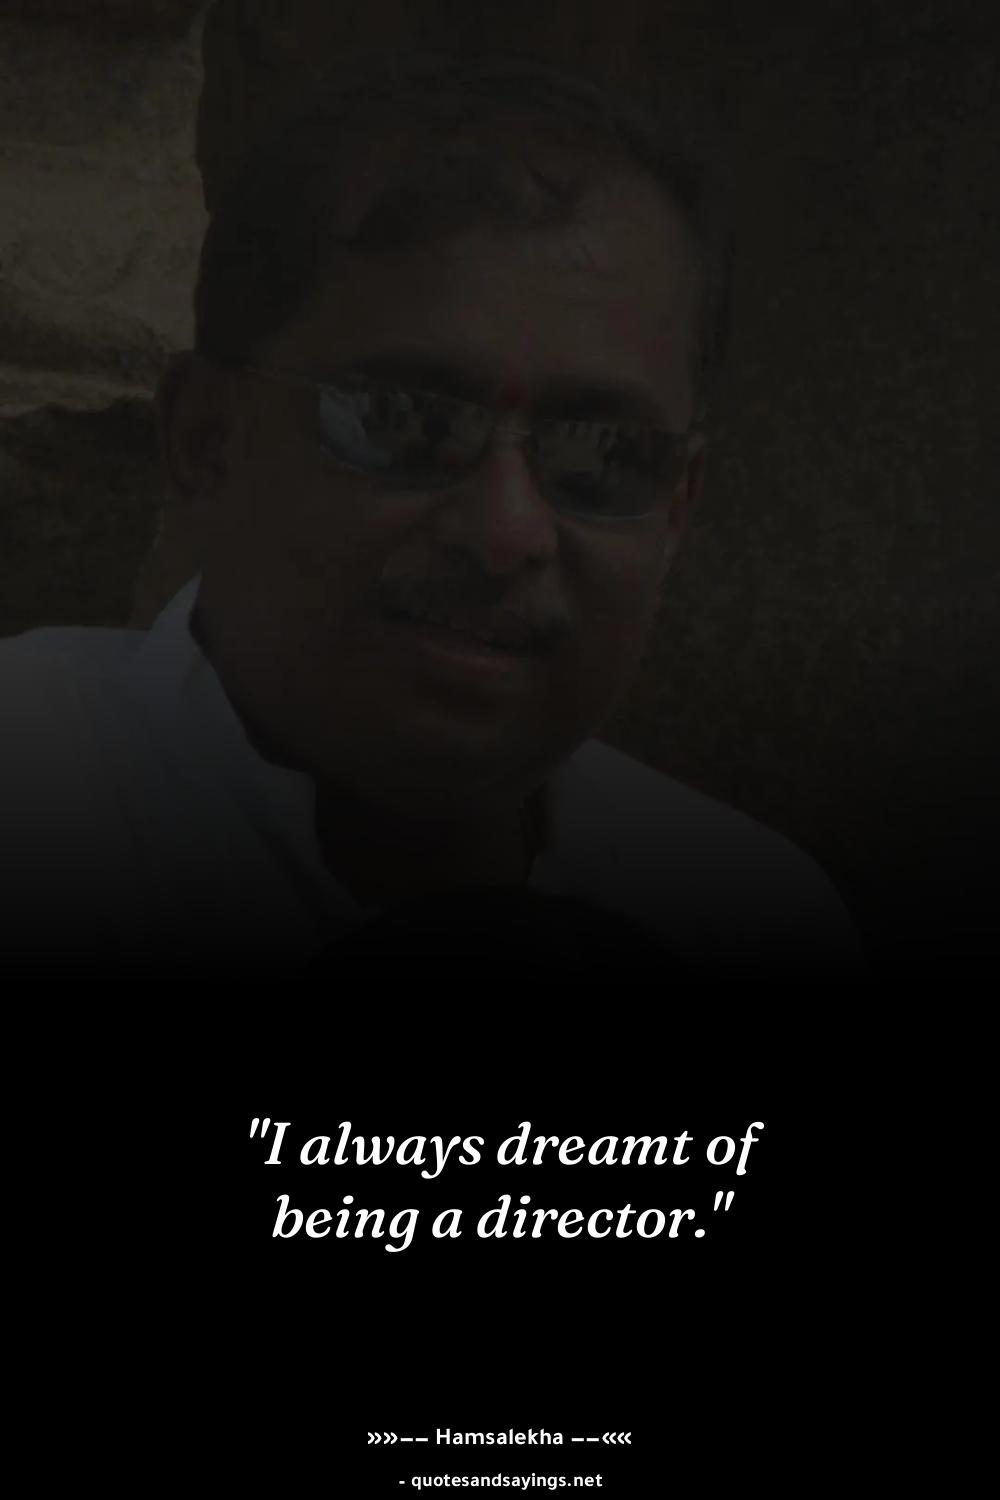 "I always dreamt of
being a director."
»»–– Hamsalekha ––««
- quotesandsayings.net